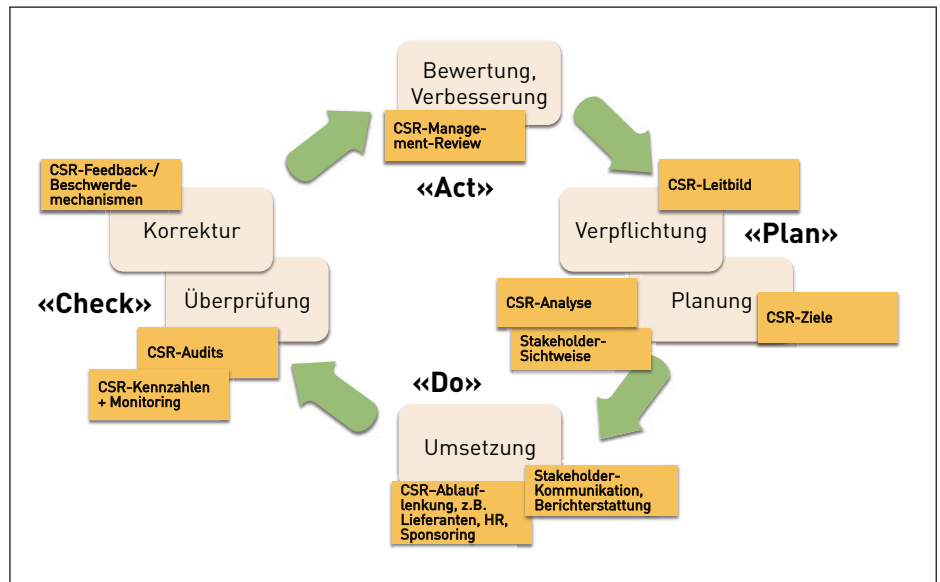 Bewertung,
Verbesserung
CSR-Manage-
ment-Review
«Act»
CSR-Leitbild
Verpflichtung
«Plan»
Planung
CSR-Analyse
CSR-Ziele
Stakeholder-
Sichtweise
«Do»
Umsetzung
Stakeholder-
Kommunikation,
Berichterstattung
CSR–Ablauf-
lenkung, z.B.
Lieferanten, HR,
Sponsoring
«Check»
Überprüfung
CSR-Audits
CSR-Kennzahlen
+ Monitoring
CSR-Feedback-/
Beschwerde-
mechanismen
Korrektur